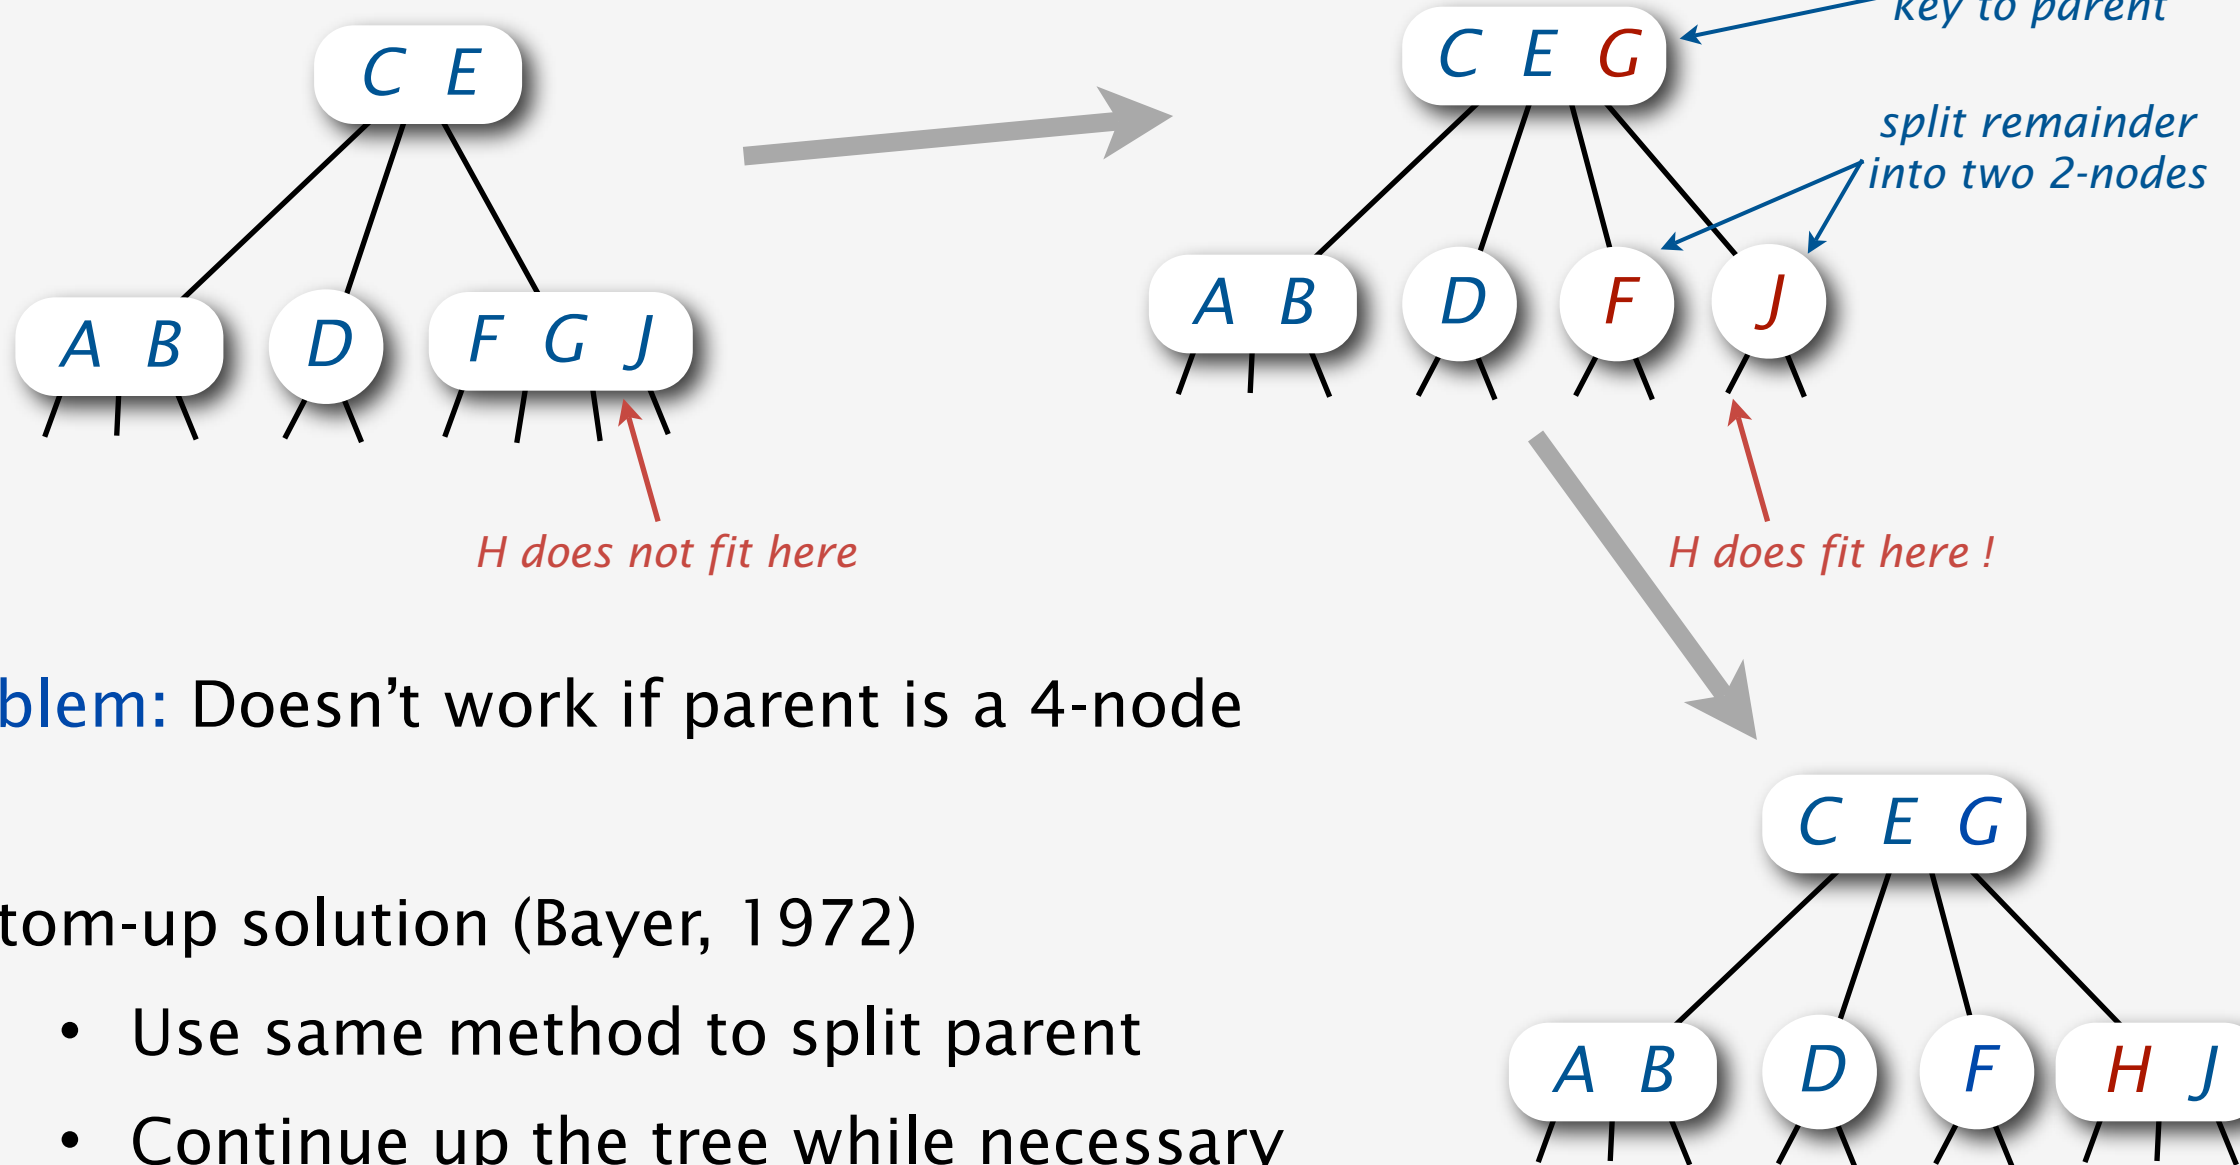 key to parent
C E
C E G
split remainder
into two 2-nodes
A B D F G J
A B D F J
H does not fit here
H does fit here !
blem: Doesn’t work if parent is a 4-node
C E G
tom-up solution (Bayer, 1972)
• Use same method to split parent
A B D F H J
• Continue up the tree while necessary